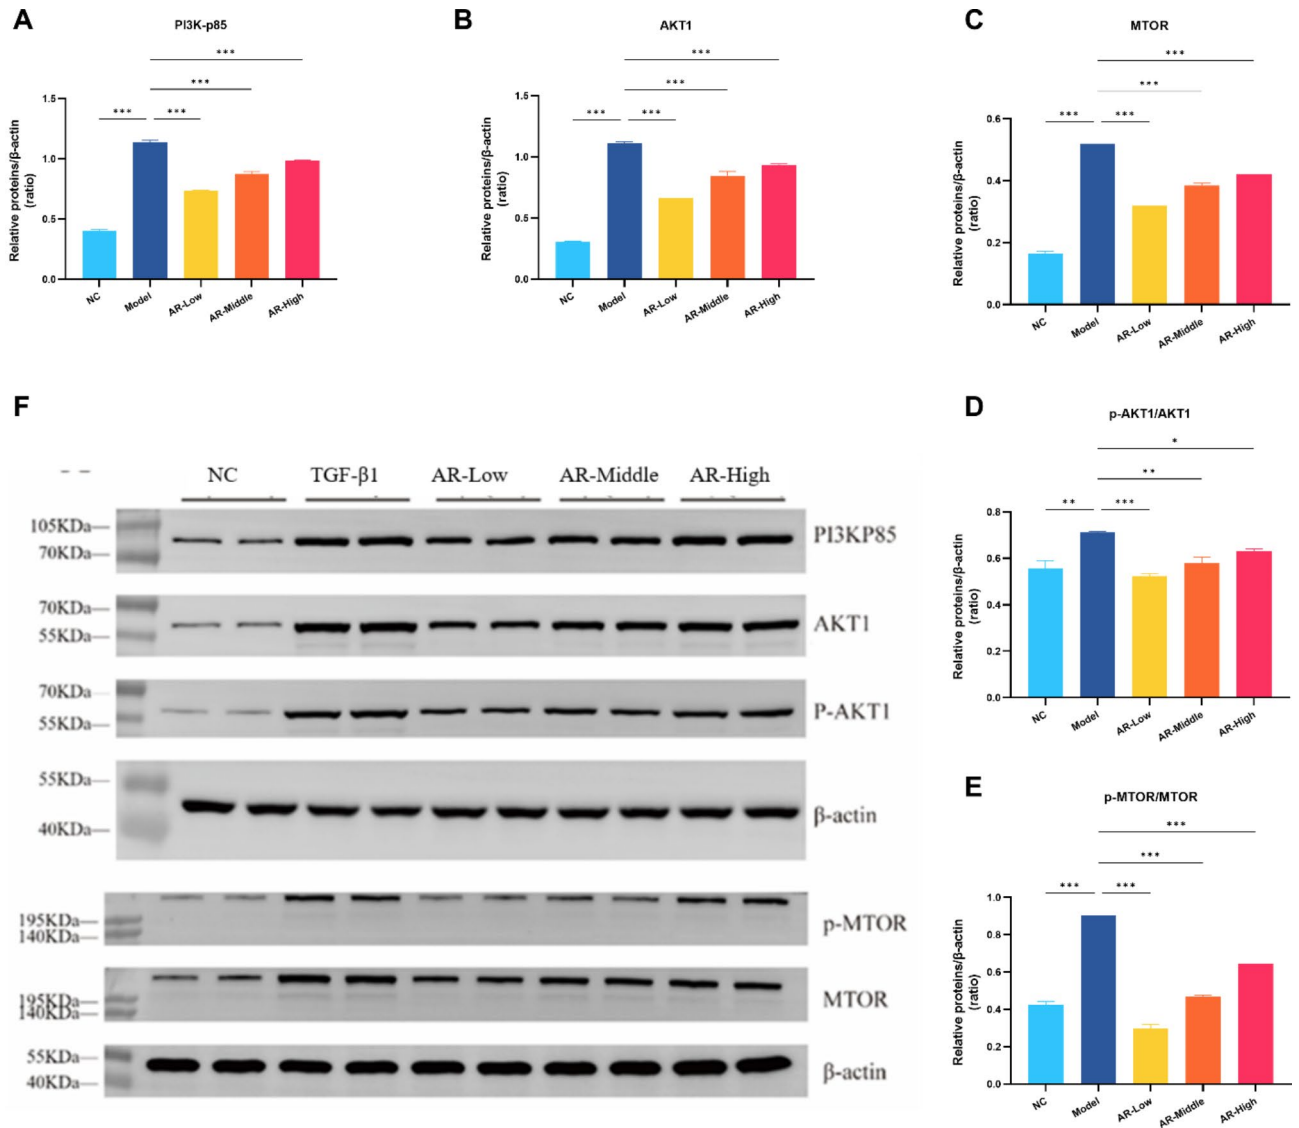 A
PI3K-p85
***
***
***
***
Relative proteins/β-actin
(ratio)
1.5
1.0
0.5
0.0
NC
Model
AR-Low
AR-Middle
AR-High
B
AKT1
***
***
***
***
Relative proteins/β-actin
(ratio)
1.5
1.0
0.5
0.0
NC
Model
AR-Low
AR-Middle
AR-High
C
MTOR
***
***
***
***
Relative proteins/β-actin
(ratio)
0.6
0.4
0.2
0.0
NC
Model
AR-Low
AR-Middle
AR-High
D
p-AKT1/AKT1
*
**
**
***
Relative proteins/β-actin
(ratio)
0.8
0.6
0.4
0.2
0.0
NC
Model
AR-Low
AR-Middle
AR-High
E
p-MTOR/MTOR
***
***
***
***
Relative proteins/β-actin
(ratio)
1.0
0.8
0.6
0.4
0.2
0.0
NC
Model
AR-Low
AR-Middle
AR-High
F
NC TGF-β1 AR-Low AR-Middle AR-High
105KDa
70KDa
PI3KP85
70KDa
55KDa
AKT1
70KDa
55KDa
P-AKT1
55KDa
40KDa
β-actin
195KDa
140KDa
p-MTOR
195KDa
140KDa
MTOR
55KDa
40KDa
β-actin